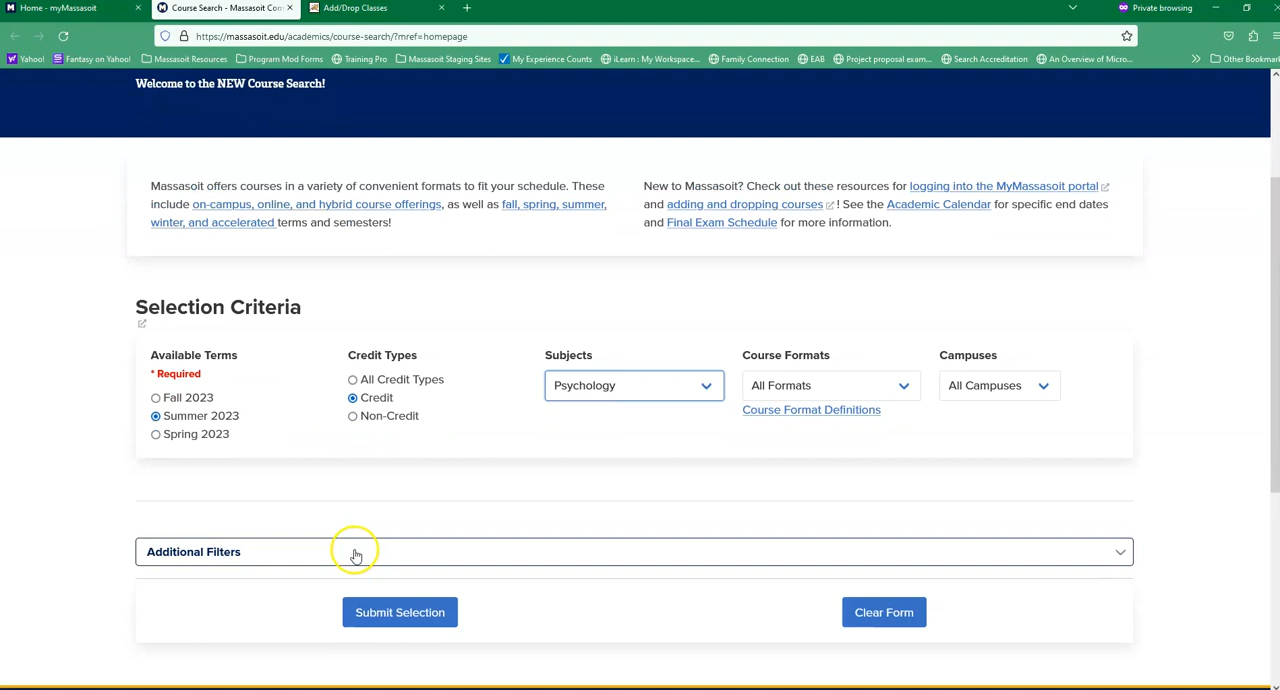 Home - myMassasoit
Course Search - Massasoit Com
Add/Drop Classes
Private browsing
https://massasoit.edu/academics/course-search/?mref=homepage
Yahoo!
Fantasy on Yahoo!
Massasoit Resources
Program Mod Forms
Training Pro
Massasoit Staging Sites
My Experience Counts
iLearn : My Workspace...
Family Connection
EAB
Project proposal exam...
Search Accreditation
An Overview of Micro...
Other Bookmark
Welcome to the NEW Course Search!
Massasoit offers courses in a variety of convenient formats to fit your schedule. These
include on-campus, online, and hybrid course offerings, as well as fall, spring, summer,
winter, and accelerated terms and semesters!
New to Massasoit? Check out these resources for logging into the MyMassasoit portal
and adding and dropping courses ! See the Academic Calendar for specific end dates
and Final Exam Schedule for more information.
Selection Criteria
Available Terms
* Required
Fall 2023
Summer 2023
Spring 2023
Credit Types
All Credit Types
Credit
Non-Credit
Subjects
Psychology
Course Formats
All Formats
Course Format Definitions
Campuses
All Campuses
Additional Filters
Submit Selection
Clear Form